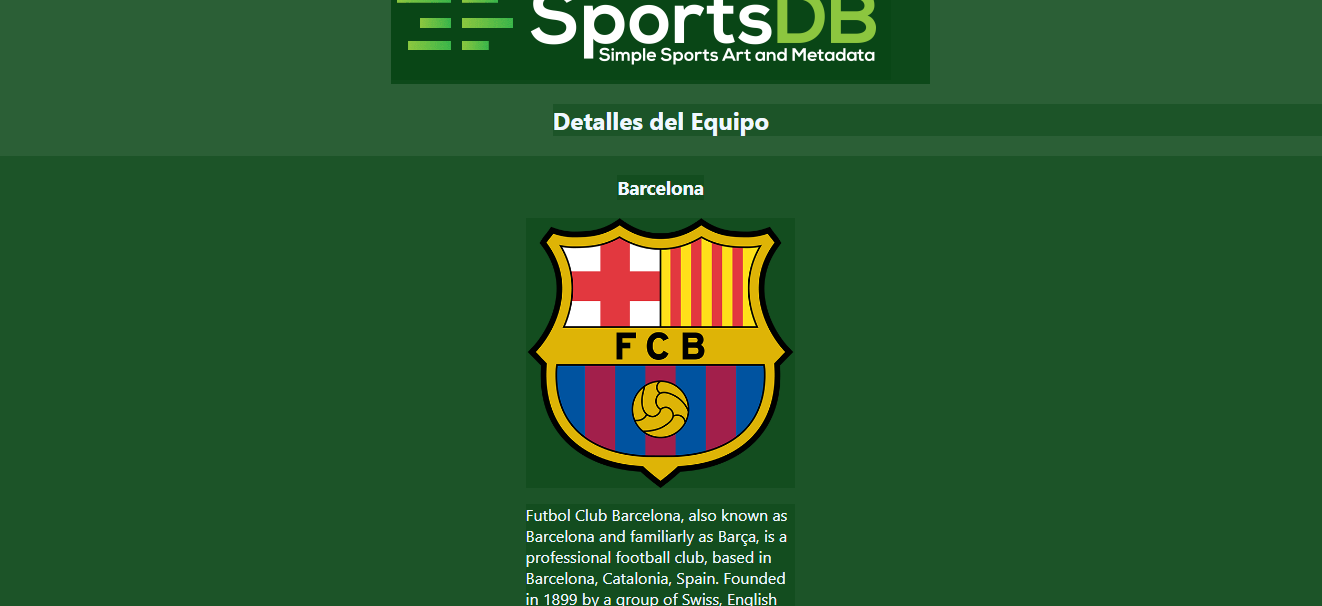 SportsDB
Simple Sports Art and Metadata
Detalles del Equipo
Barcelona
F C B
Futbol Club Barcelona, also known as
Barcelona and familiarly as Barça, is a
professional football club, based in
Barcelona, Catalonia, Spain. Founded
in 1899 by a group of Swiss, English